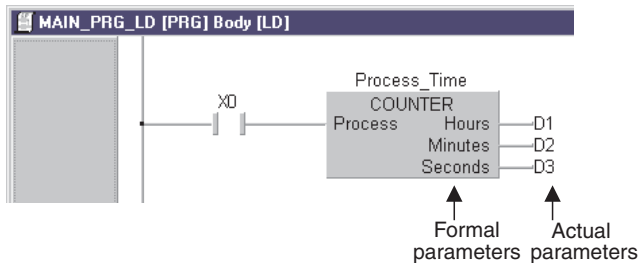 MAIN_PRG_LD [PRG] Body [LD]
Process_Time
X0
COUNTER
Process Hours D1
Minutes D2
Seconds D3
Formal parameters
Actual parameters